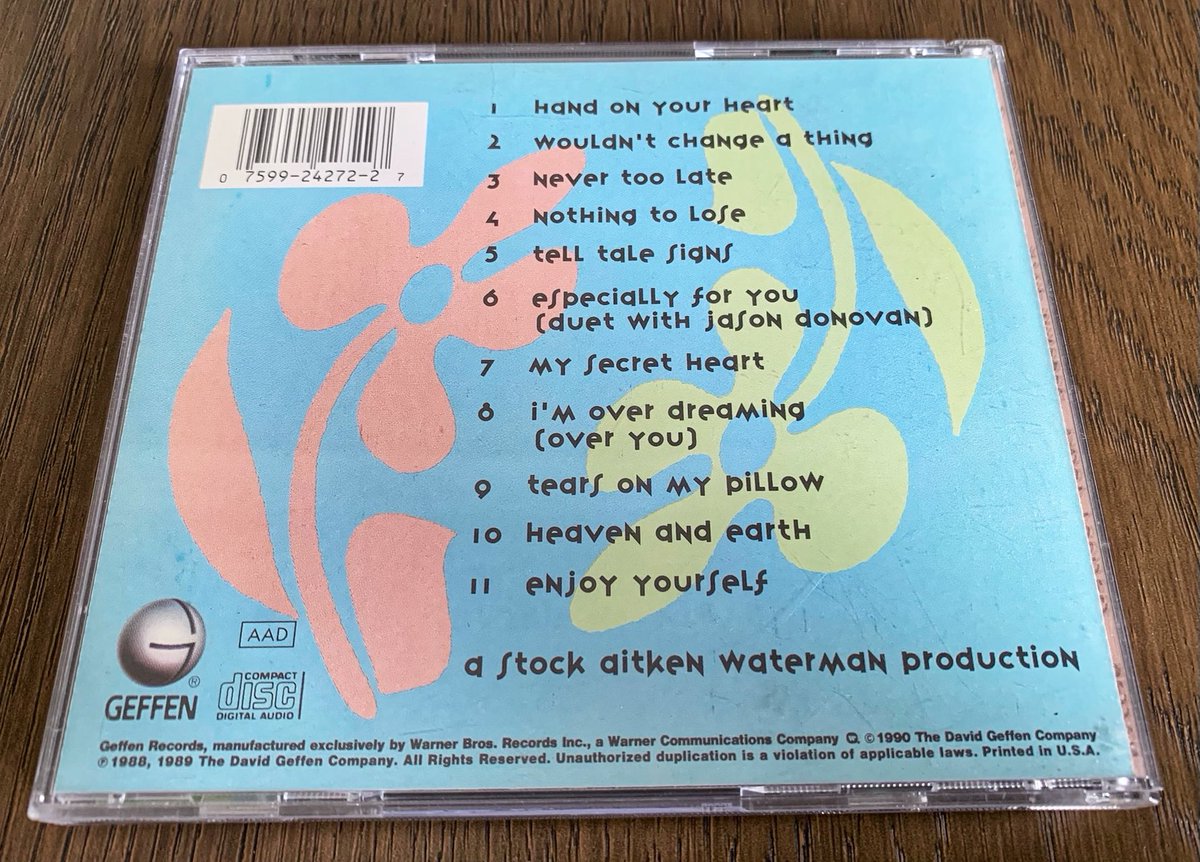 0 7599-24272-2 7
1 Hand on your Heart
2 Wouldn't change a thing
3 Never too Late
4 Nothing to Lose
5 tell tale signs
6 especially for you
(duet with jason donovan)
7 My Secret Heart
8 i'm over dreaming
(over you)
9 tears on my pillow
10 Heaven and earth
11 enjoy yourself
a Stock aitken waterman production
GEFFEN ®
AAD
COMPACT
disc
DIGITAL AUDIO
Geffen Records, manufactured exclusively by Warner Bros. Records Inc., a Warner Communications Company © 1990 The David Geffen Company
℗ 1988, 1989 The David Geffen Company. All Rights Reserved. Unauthorized duplication is a violation of applicable laws. Printed in U.S.A.